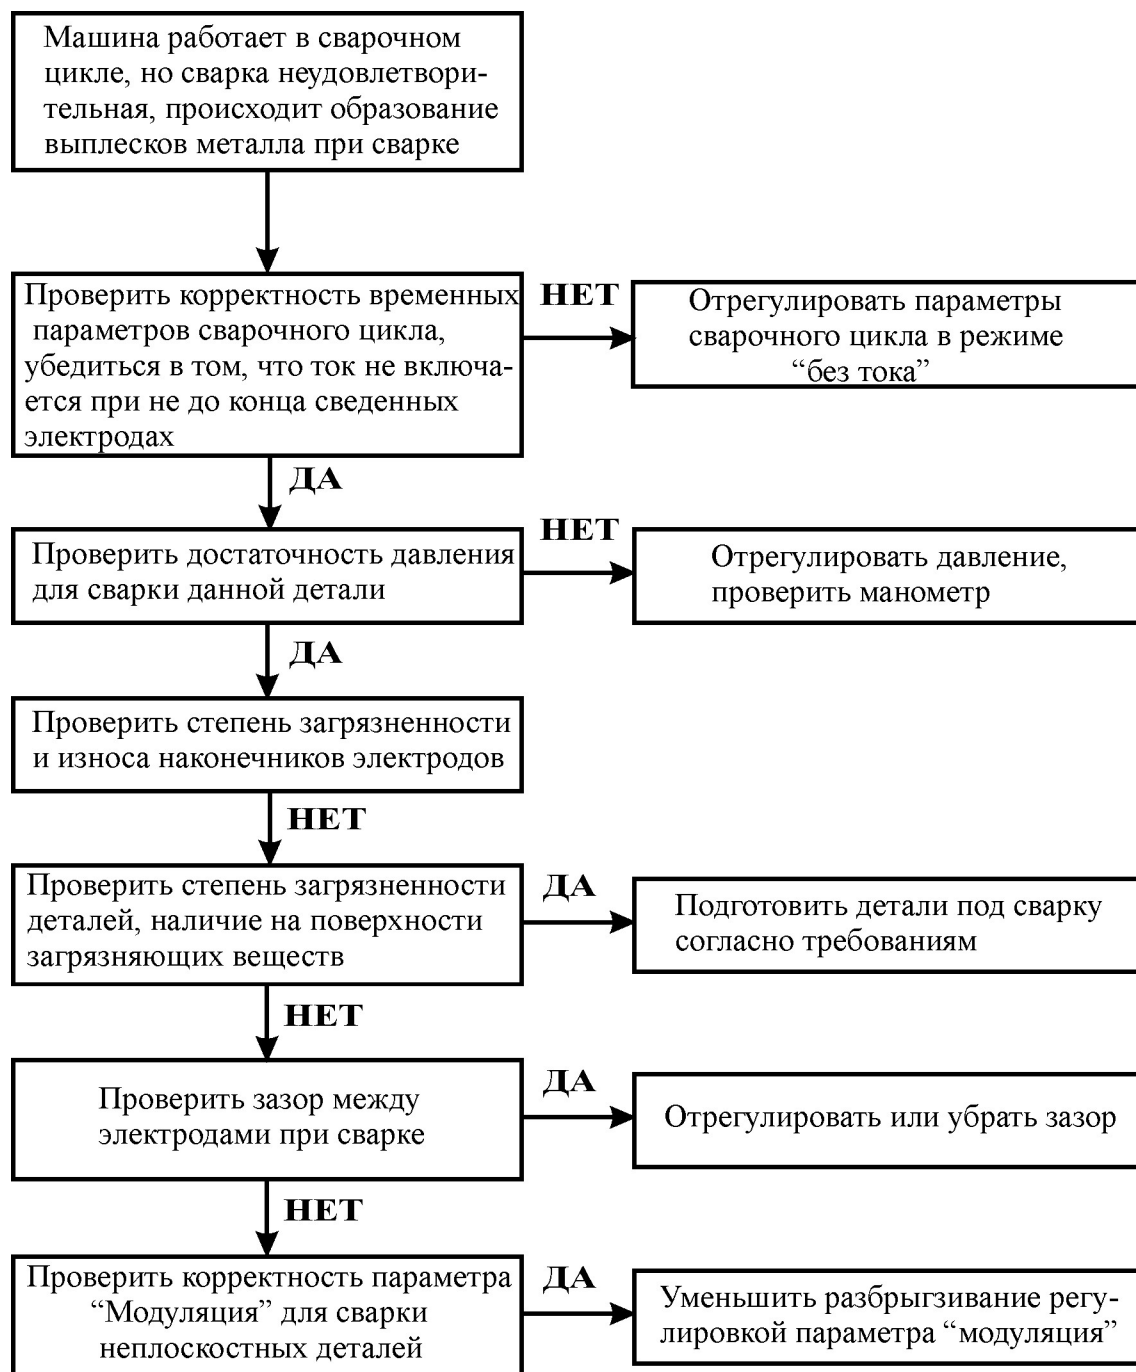 Машина работает в сварочном
цикле, но сварка неудовлетвори-
тельная, происходит образование
выплесков металла при сварке
Проверить корректность временных
параметров сварочного цикла,
убедиться в том, что ток не включа-
ется при не до конца сведенных
электродах
НЕТ
Отрегулировать параметры
сварочного цикла в режиме
“без тока”
ДА
Проверить достаточность давления
для сварки данной детали
НЕТ
Отрегулировать давление,
проверить манометр
ДА
Проверить степень загрязненности
и износа наконечников электродов
НЕТ
Проверить степень загрязненности
деталей, наличие на поверхности
загрязняющих веществ
ДА
Подготовить детали под сварку
согласно требованиям
НЕТ
Проверить зазор между
электродами при сварке
ДА
Отрегулировать или убрать зазор
НЕТ
Проверить корректность параметра
“Модуляция” для сварки
неплоскостных деталей
ДА
Уменьшить разбрыгзивание регу-
лировкой параметра “модуляция”